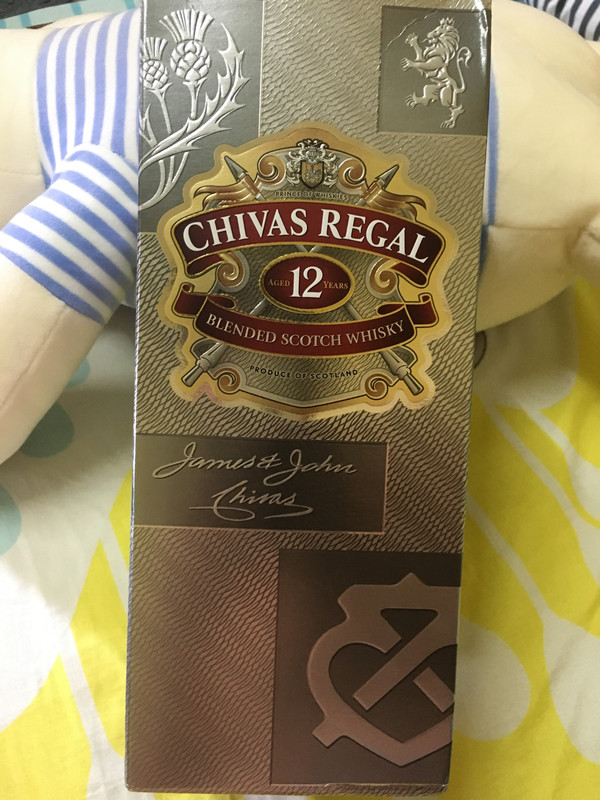 PRINCE OF WHISKIES
CHIVAS REGAL
AGED 12 YEARS
BLENDED SCOTCH WHISKY
PRODUCE OF SCOTLAND
James & John
Chivas